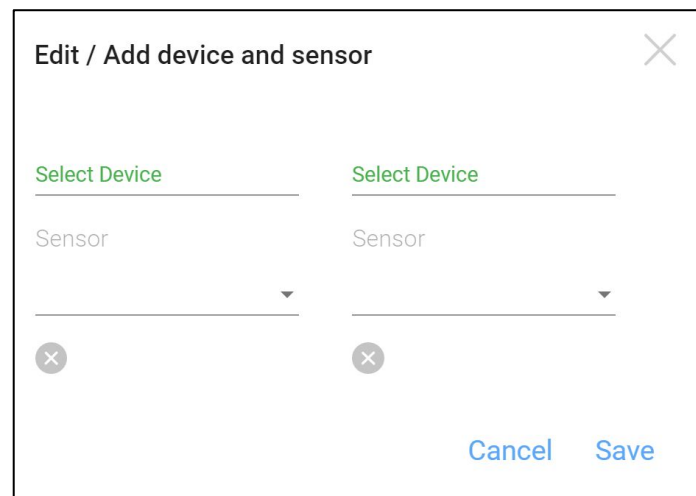 Edit / Add device and sensor
Select Device
Select Device
Sensor
Sensor
Cancel
Save